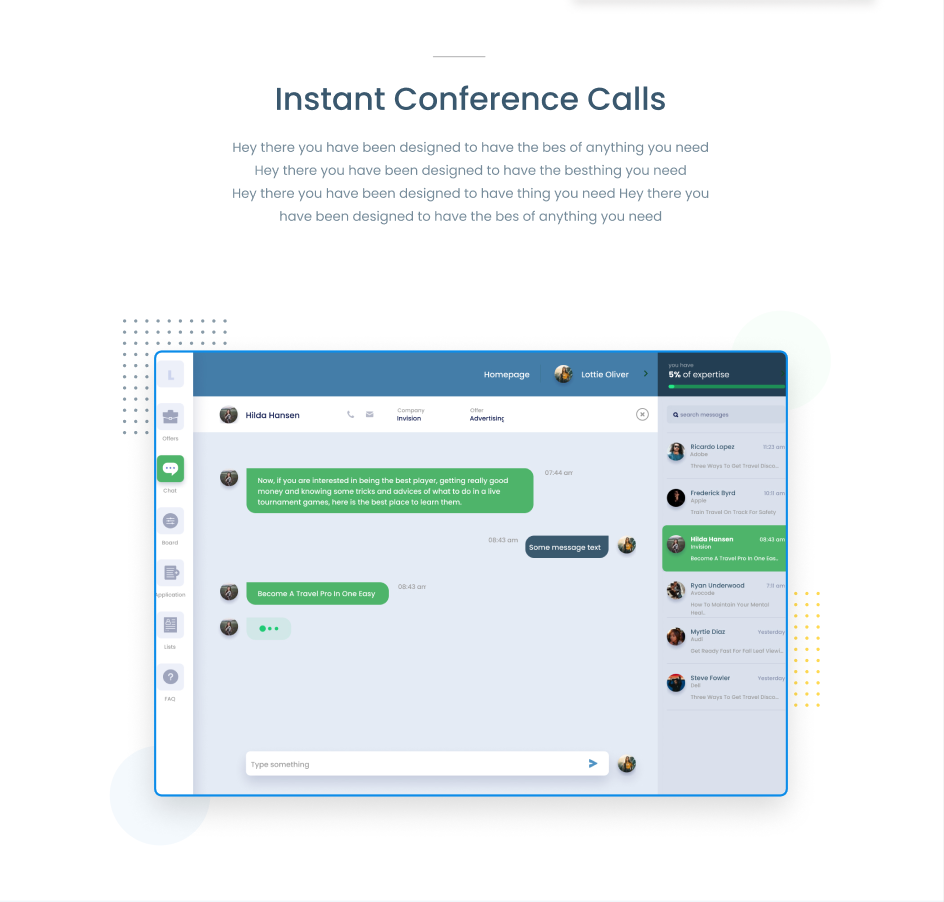 Instant Conference Calls
Hey there you have been designed to have the bes of anything you need
Hey there you have been designed to have the besthing you need
Hey there you have been designed to have thing you need Hey there you
have been designed to have the bes of anything you need
L
Offers
Chat
Board
Application
Lists
FAQ
Homepage
Lottie Oliver
you have
5% of expertise
Hilda Hansen
Company
Invision
Offer
Advertising
search messages
Now, if you are interested in being the best player, getting really good
money and knowing some tricks and advices of what to do in a live
tournament games, here is the best place to learn them.
07:44 am
08:43 am
Some message text
Become A Travel Pro In One Easy
08:43 am
Type something
Ricardo Lopez
11:23 am
Adobe
Three Ways To Get Travel Disco...
Frederick Byrd
10:11 am
Apple
Train Travel On Track For Safety
Hilda Hansen
08:43 am
Invision
Become A Travel Pro In One Eas...
Ryan Underwood
7:11 am
Avocode
How To Maintain Your Mental
Heal...
Myrtie Diaz
Yesterday
Audi
Get Ready Fast For Fall Leaf Viewi...
Steve Fowler
Yesterday
Dell
Three Ways To Get Travel Disco...